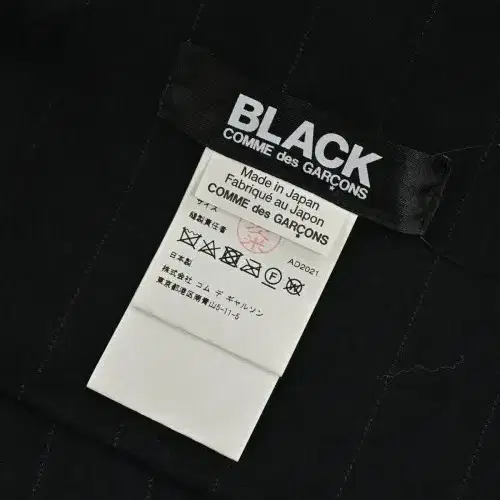 BLACK
COMME des GARÇONS
Made in Japan
Fabriqué au Japon
COMME des GARÇONS
サイズ
縫製責任者
F
日本製
AD2021
株式会社 コム デ ギャルソン
東京都港区南青山5-11-5